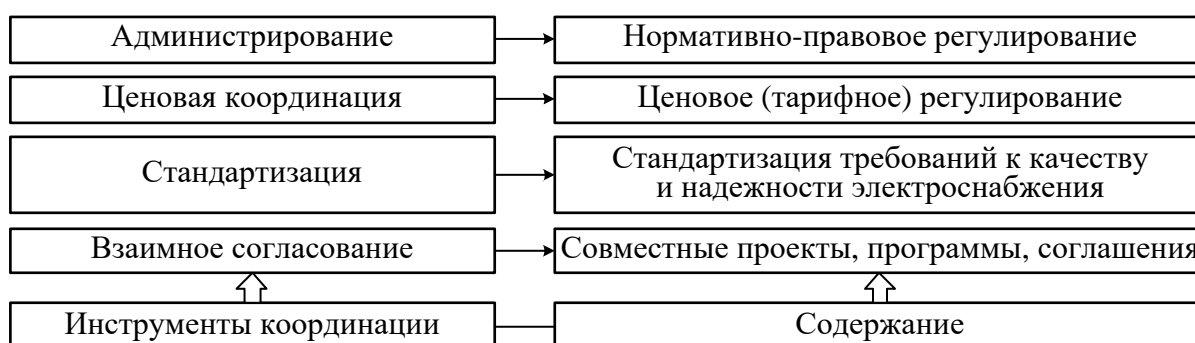 Администрирование
Нормативно-правовое регулирование
Ценовая координация
Ценовое (тарифное) регулирование
Стандартизация
Стандартизация требований к качеству
и надежности электроснабжения
Взаимное согласование
Совместные проекты, программы, соглашения
Инструменты координации
Содержание